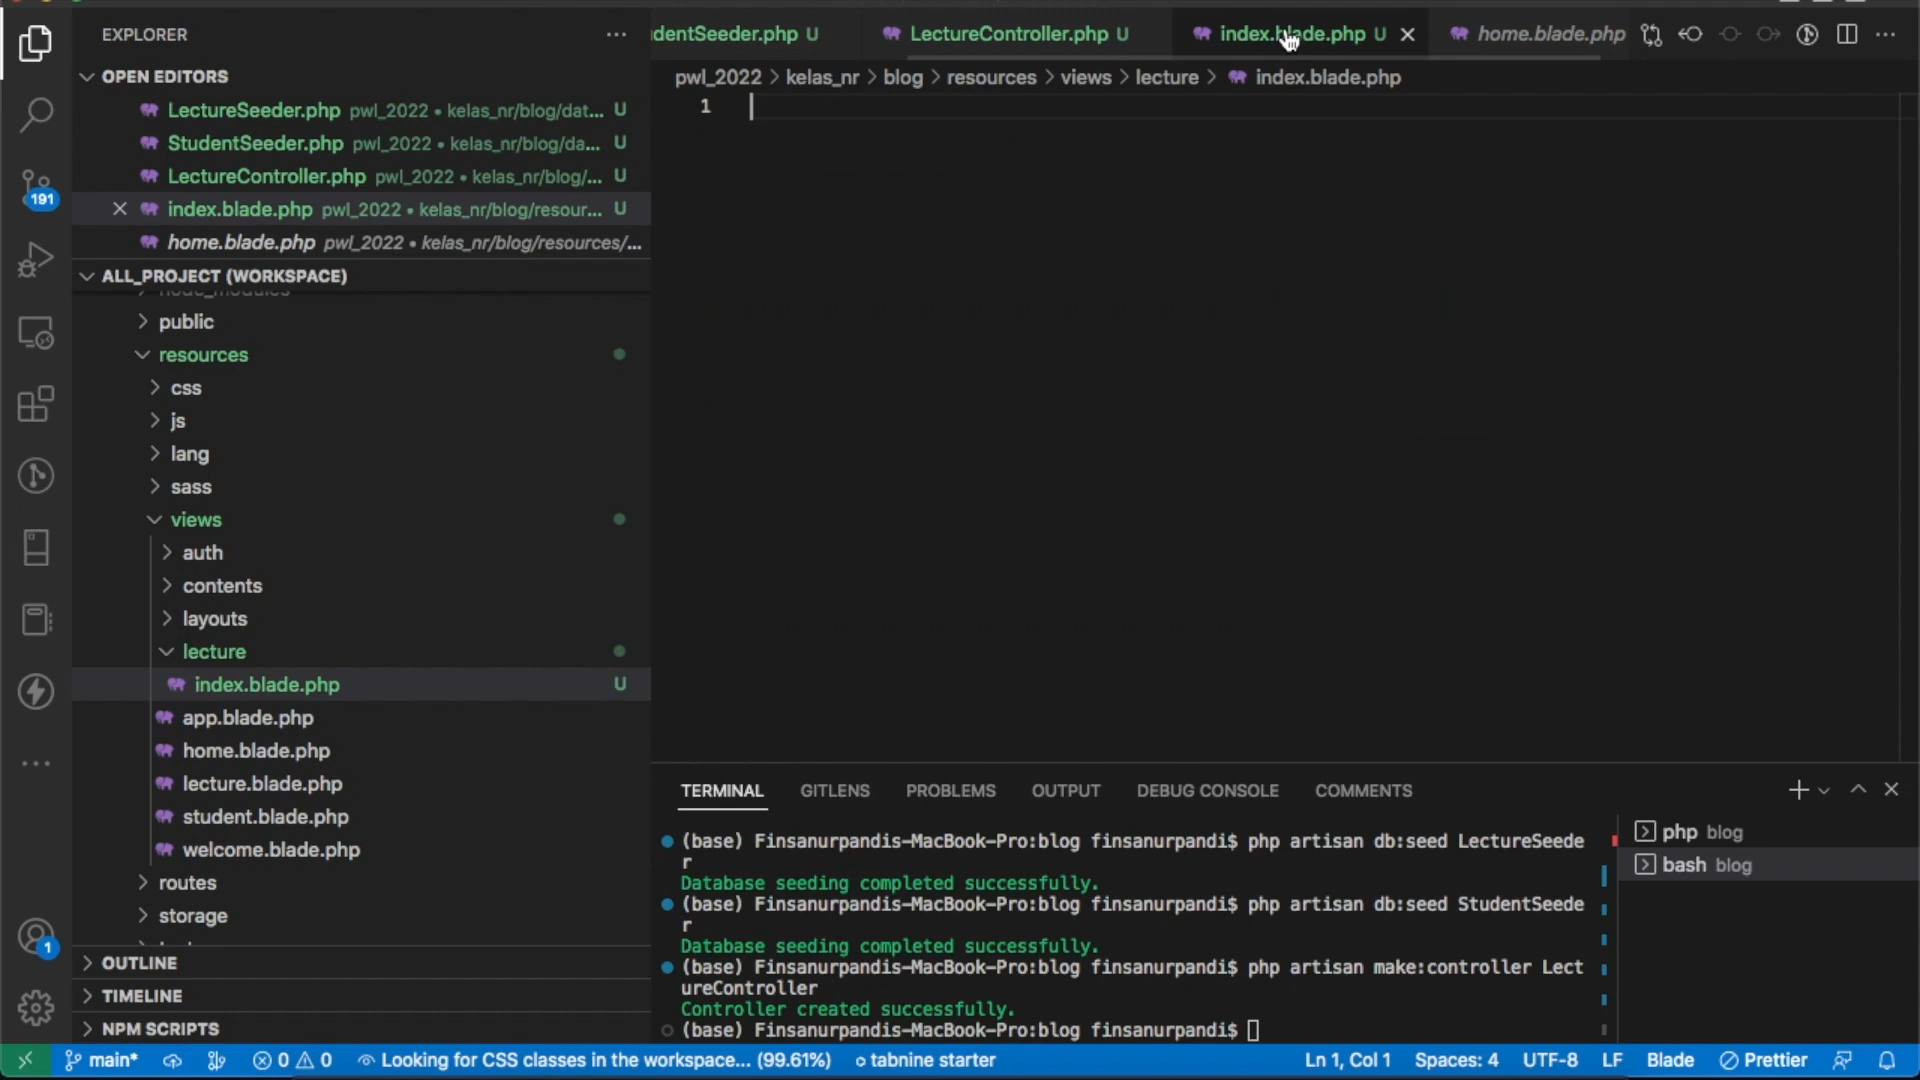 EXPLORER
OPEN EDITORS
LectureSeeder.php pwl_2022 • kelas_nr/blog/dat... U
StudentSeeder.php pwl_2022 • kelas_nr/blog/da... U
LectureController.php pwl_2022 • kelas_nr/blog/... U
index.blade.php pwl_2022 • kelas_nr/blog/resour... U
home.blade.php pwl_2022 • kelas_nr/blog/resources/...
ALL_PROJECT (WORKSPACE)
node_modules
public
resources
css
js
lang
sass
views
auth
contents
layouts
lecture
index.blade.php U
app.blade.php
home.blade.php
lecture.blade.php
student.blade.php
welcome.blade.php
routes
storage
OUTLINE
TIMELINE
NPM SCRIPTS
191
1
dentSeeder.php U
LectureController.php U
index.blade.php U
home.blade.php
pwl_2022 > kelas_nr > blog > resources > views > lecture > index.blade.php
1
TERMINAL GITLENS PROBLEMS OUTPUT DEBUG CONSOLE COMMENTS
(base) Finsanurpandis-MacBook-Pro:blog finsanurpandi$ php artisan db:seed LectureSeede
r
Database seeding completed successfully.
(base) Finsanurpandis-MacBook-Pro:blog finsanurpandi$ php artisan db:seed StudentSeede
r
Database seeding completed successfully.
(base) Finsanurpandis-MacBook-Pro:blog finsanurpandi$ php artisan make:controller Lect
ureController
Controller created successfully.
(base) Finsanurpandis-MacBook-Pro:blog finsanurpandi$
php blog
bash blog
main* 0 0 Looking for CSS classes in the workspace... (99.61%) tabnine starter Ln 1, Col 1 Spaces: 4 UTF-8 LF Blade Prettier